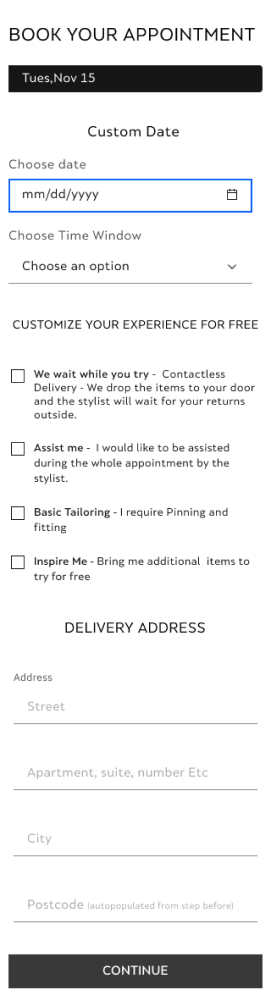 BOOK YOUR APPOINTMENT
Tues,Nov 15
Custom Date
Choose date
mm/dd/yyyy
Choose Time Window
Choose an option
CUSTOMIZE YOUR EXPERIENCE FOR FREE
We wait while you try - Contactless
Delivery - We drop the items to your door
and the stylist will wait for your returns
outside.
Assist me - I would like to be assisted
during the whole appointment by the
stylist.
Basic Tailoring - I require Pinning and
fitting
Inspire Me - Bring me additional items to
try for free
DELIVERY ADDRESS
Address
Street
Apartment, suite, number Etc
City
Postcode (autopopulated from step before)
CONTINUE